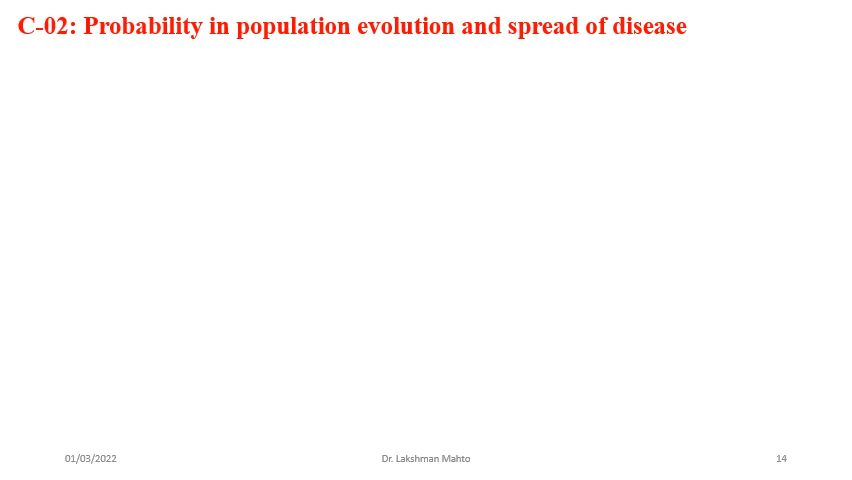 C-02: Probability in population evolution and spread of disease
01/03/2022
Dr. Lakshman Mahto
14